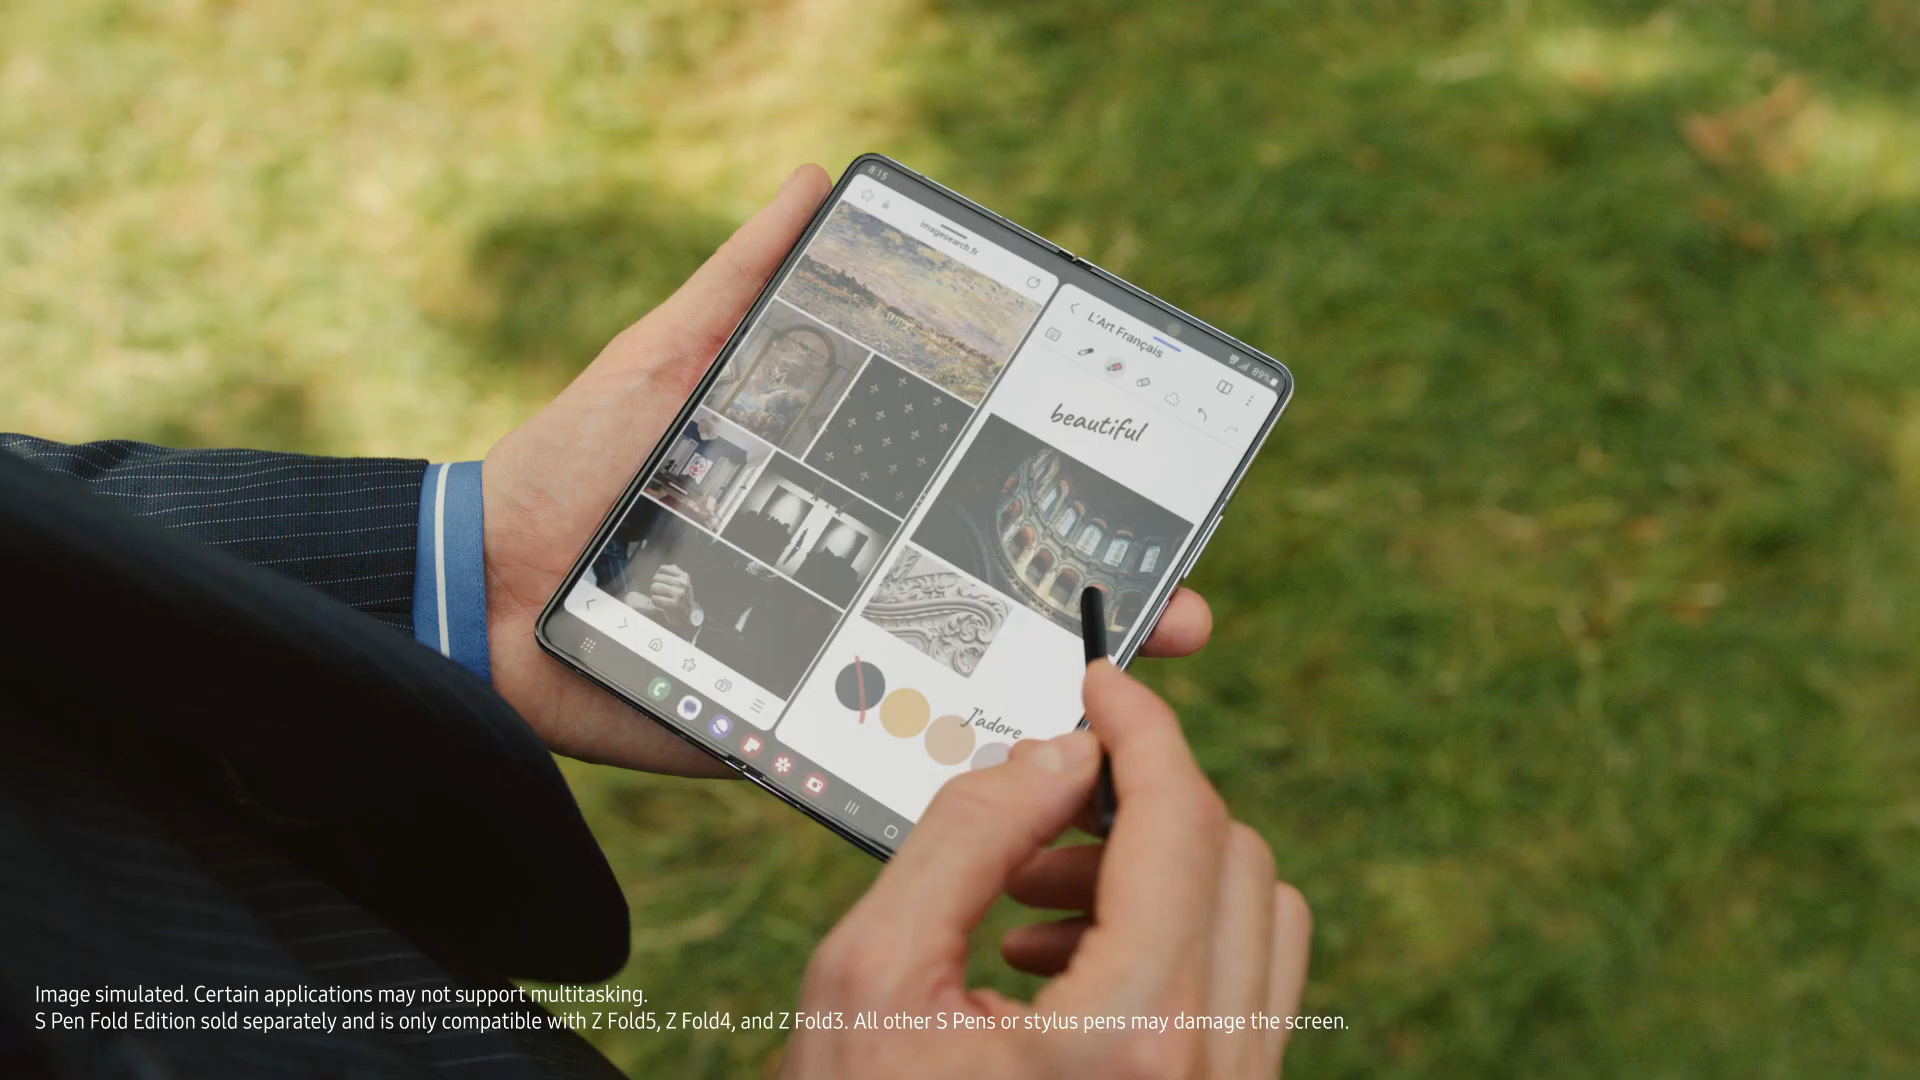 8:15
imagesearch.fr
L'Art Français
89%
beautiful
J'adore
Image simulated. Certain applications may not support multitasking.
S Pen Fold Edition sold separately and is only compatible with Z Fold5, Z Fold4, and Z Fold3. All other S Pens or stylus pens may damage the screen.